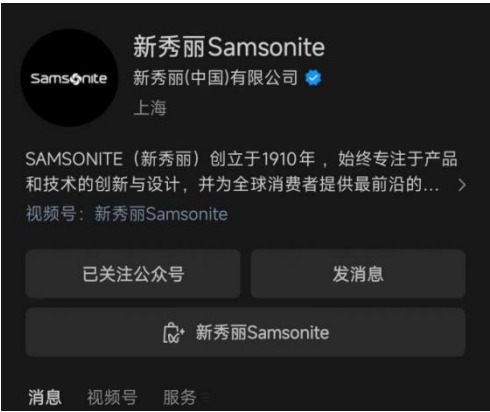 Samsonite
新秀丽Samsonite
新秀丽(中国)有限公司
上海
SAMSONITE（新秀丽）创立于1910年，始终专注于产品
和技术的创新与设计，并为全球消费者提供最前沿的...
视频号：新秀丽Samsonite
已关注公众号 发消息
新秀丽Samsonite
消息 视频号 服务